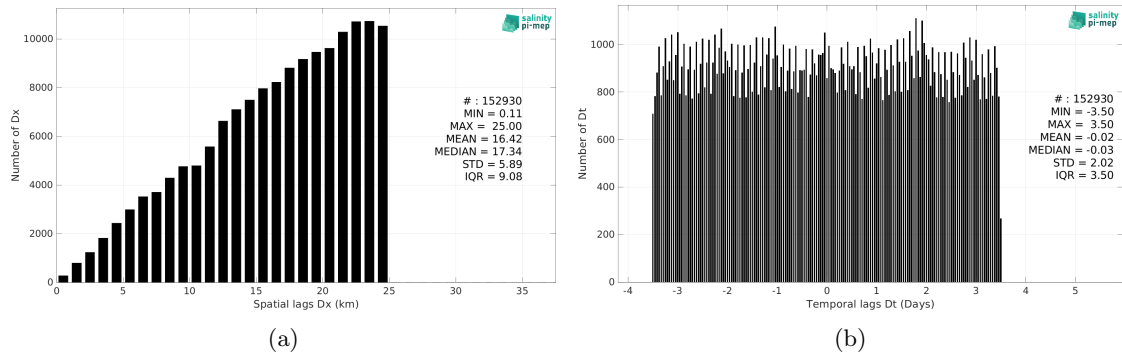 salinity
pi-mep
Number of Dx
10000
8000
6000
4000
2000
0
# : 152930
MIN = 0.11
MAX = 25.00
MEAN = 16.42
MEDIAN = 17.34
STD = 5.89
IQR = 9.08
0 5 10 15 20 25 30 35
Spatial lags Dx (km)
(a)
salinity
pi-mep
Number of Dt
1000
800
600
400
200
0
# : 152930
MIN = -3.50
MAX = 3.50
MEAN = -0.02
MEDIAN = -0.03
STD = 2.02
IQR = 3.50
-4 -3 -2 -1 0 1 2 3 4 5
Temporal lags Dt (Days)
(b)